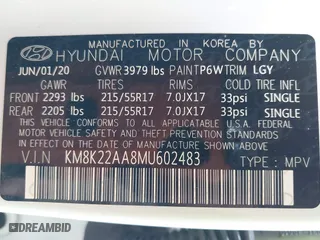 MANUFACTURED IN KOREA BY
HYUNDAI MOTOR COMPANY
JUN/01/20 GVWR 3979 lbs PAINT P6W TRIM LGY
GAWR TIRES RIMS COLD TIRE INFL.
FRONT 2293 lbs 215/55R17 7.0JX17 33psi SINGLE
REAR 2205 lbs 215/55R17 7.0JX17 33psi SINGLE
THIS VEHICLE CONFORMS TO ALL APPLICABLE
U.S. FEDERAL MOTOR VEHICLE SAFETY AND THEFT
PREVENTION STANDARDS IN EFFECT ON THE DATE
OF MANUFACTURE SHOWN ABOVE.
V.I.N KM8K22AA8MU602483 TYPE : MPV
© DREAMBID